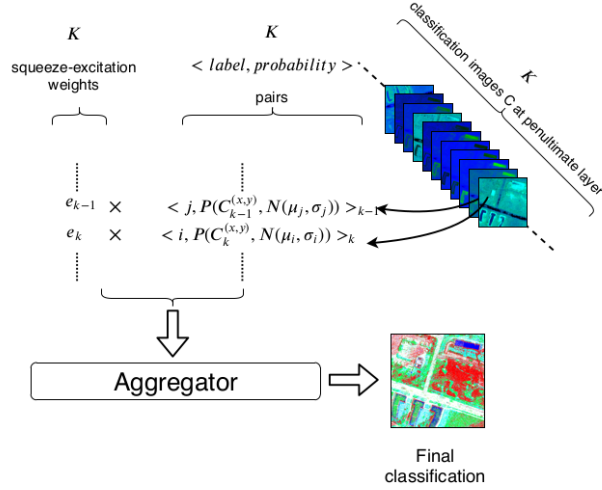 K
squeeze-excitation
weights
K
< label, probability >
pairs
K
classification images C at penultimate layer
e_{k−1} × < j, P(C_{k−1}^{(x,y)}, N(μ_j, σ_j)) >_{k−1}
e_k × < i, P(C_k^{(x,y)}, N(μ_i, σ_i)) >_k
Aggregator
Final
classification